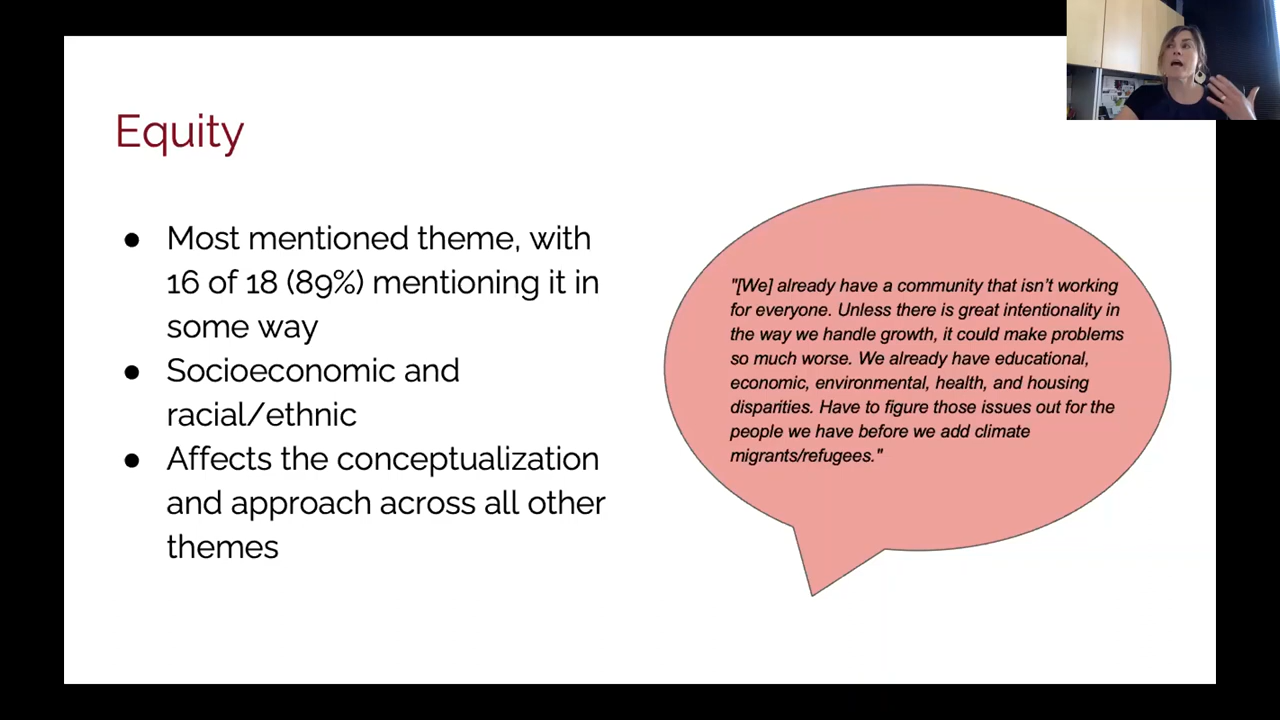 Equity
● Most mentioned theme, with
16 of 18 (89%) mentioning it in
some way
● Socioeconomic and
racial/ethnic
● Affects the conceptualization
and approach across all other
themes
"[We] already have a community that isn't working
for everyone. Unless there is great intentionality in
the way we handle growth, it could make problems
so much worse. We already have educational,
economic, environmental, health, and housing
disparities. Have to figure those issues out for the
people we have before we add climate
migrants/refugees."